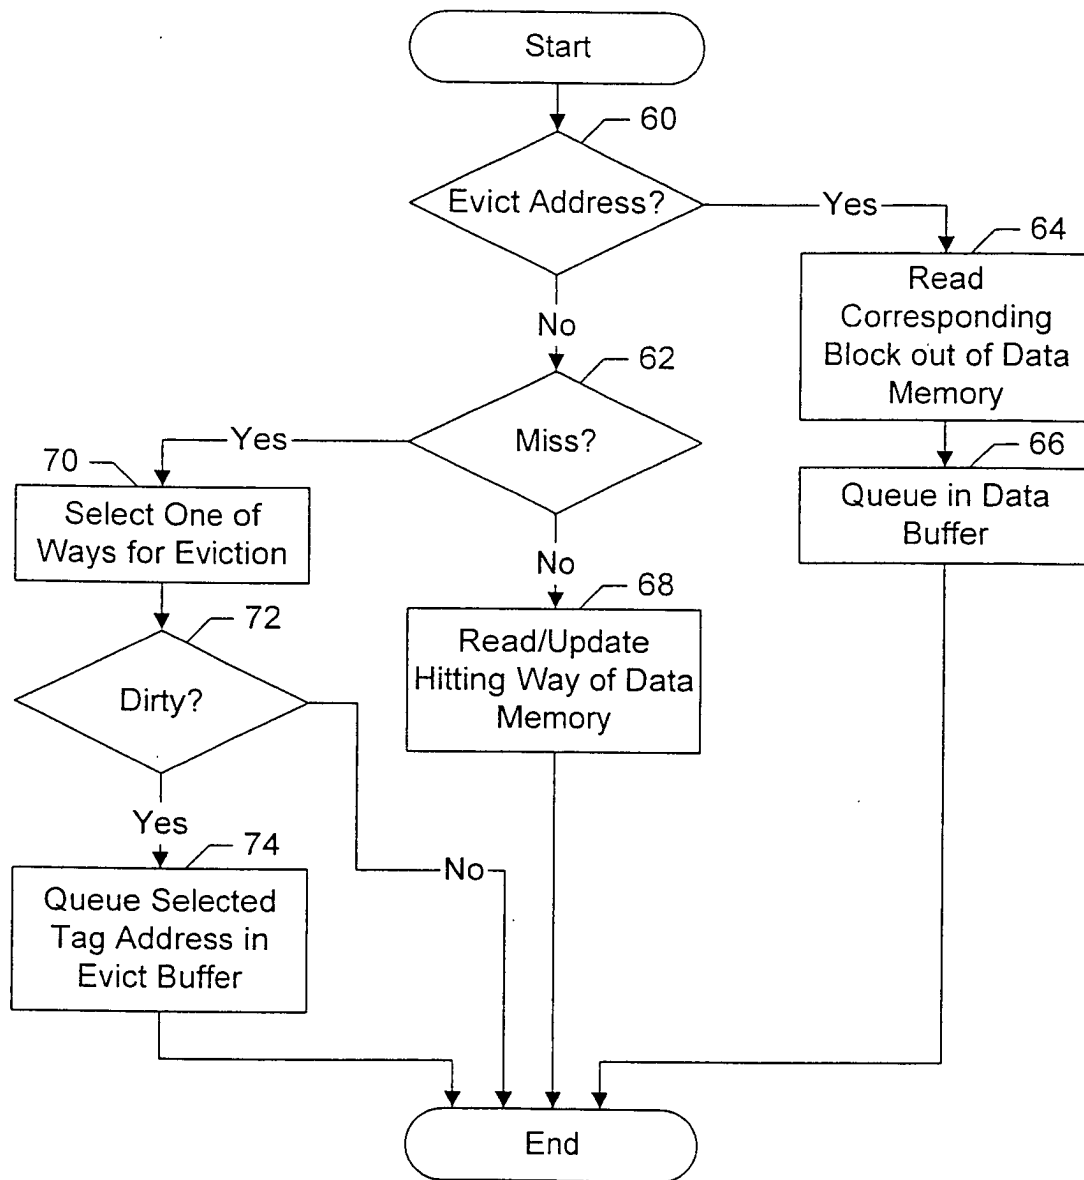 Start
60
Evict Address?
Yes
64
Read
Corresponding
Block out of Data
Memory
No
62
Miss?
Yes
66
Queue in Data
Buffer
70
Select One of
Ways for Eviction
No
68
Read/Update
Hitting Way of Data
Memory
72
Dirty?
Yes
No
74
Queue Selected
Tag Address in
Evict Buffer
End